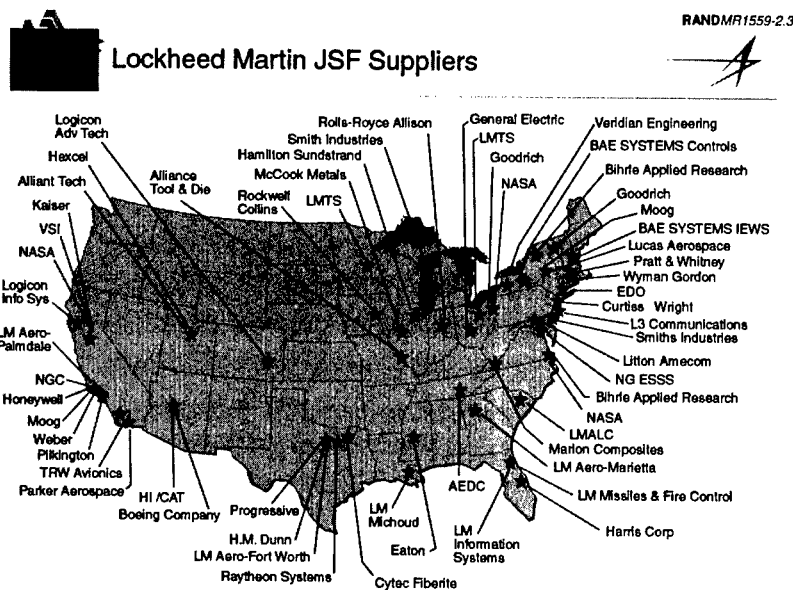 RANDMR1559-2.3
Lockheed Martin JSF Suppliers
Logicon
Adv Tech
Hexcel
Alliant Tech
Kaiser
VSI
NASA
Logicon
Info Sys
LM Aero-
Palmdale
NGC
Honeywell
Moog
Weber
Pilkington
TRW Avionics
Parker Aerospace
HI /CAT
Boeing Company
Alliance
Tool & Die
Rolls-Royce Allison
Smith Industries
Hamilton Sundstrand
McCook Metals
Rockwell
Collins
LMTS
General Electric
LMTS
Goodrich
NASA
Veridian Engineering
BAE SYSTEMS Controls
Bihrle Applied Research
Goodrich
Moog
BAE SYSTEMS IEWS
Lucas Aerospace
Pratt & Whitney
Wyman Gordon
EDO
Curtiss Wright
L3 Communications
Smiths Industries
Litton Amecom
NG ESSS
Bihrle Applied Research
NASA
LMALC
Marion Composites
LM Aero-Marietta
LM Missiles & Fire Control
Harris Corp
Progressive
H.M. Dunn
LM Aero-Fort Worth
Raytheon Systems
Cytec Fiberite
LM
Michoud
Eaton
AEDC
LM
Information
Systems